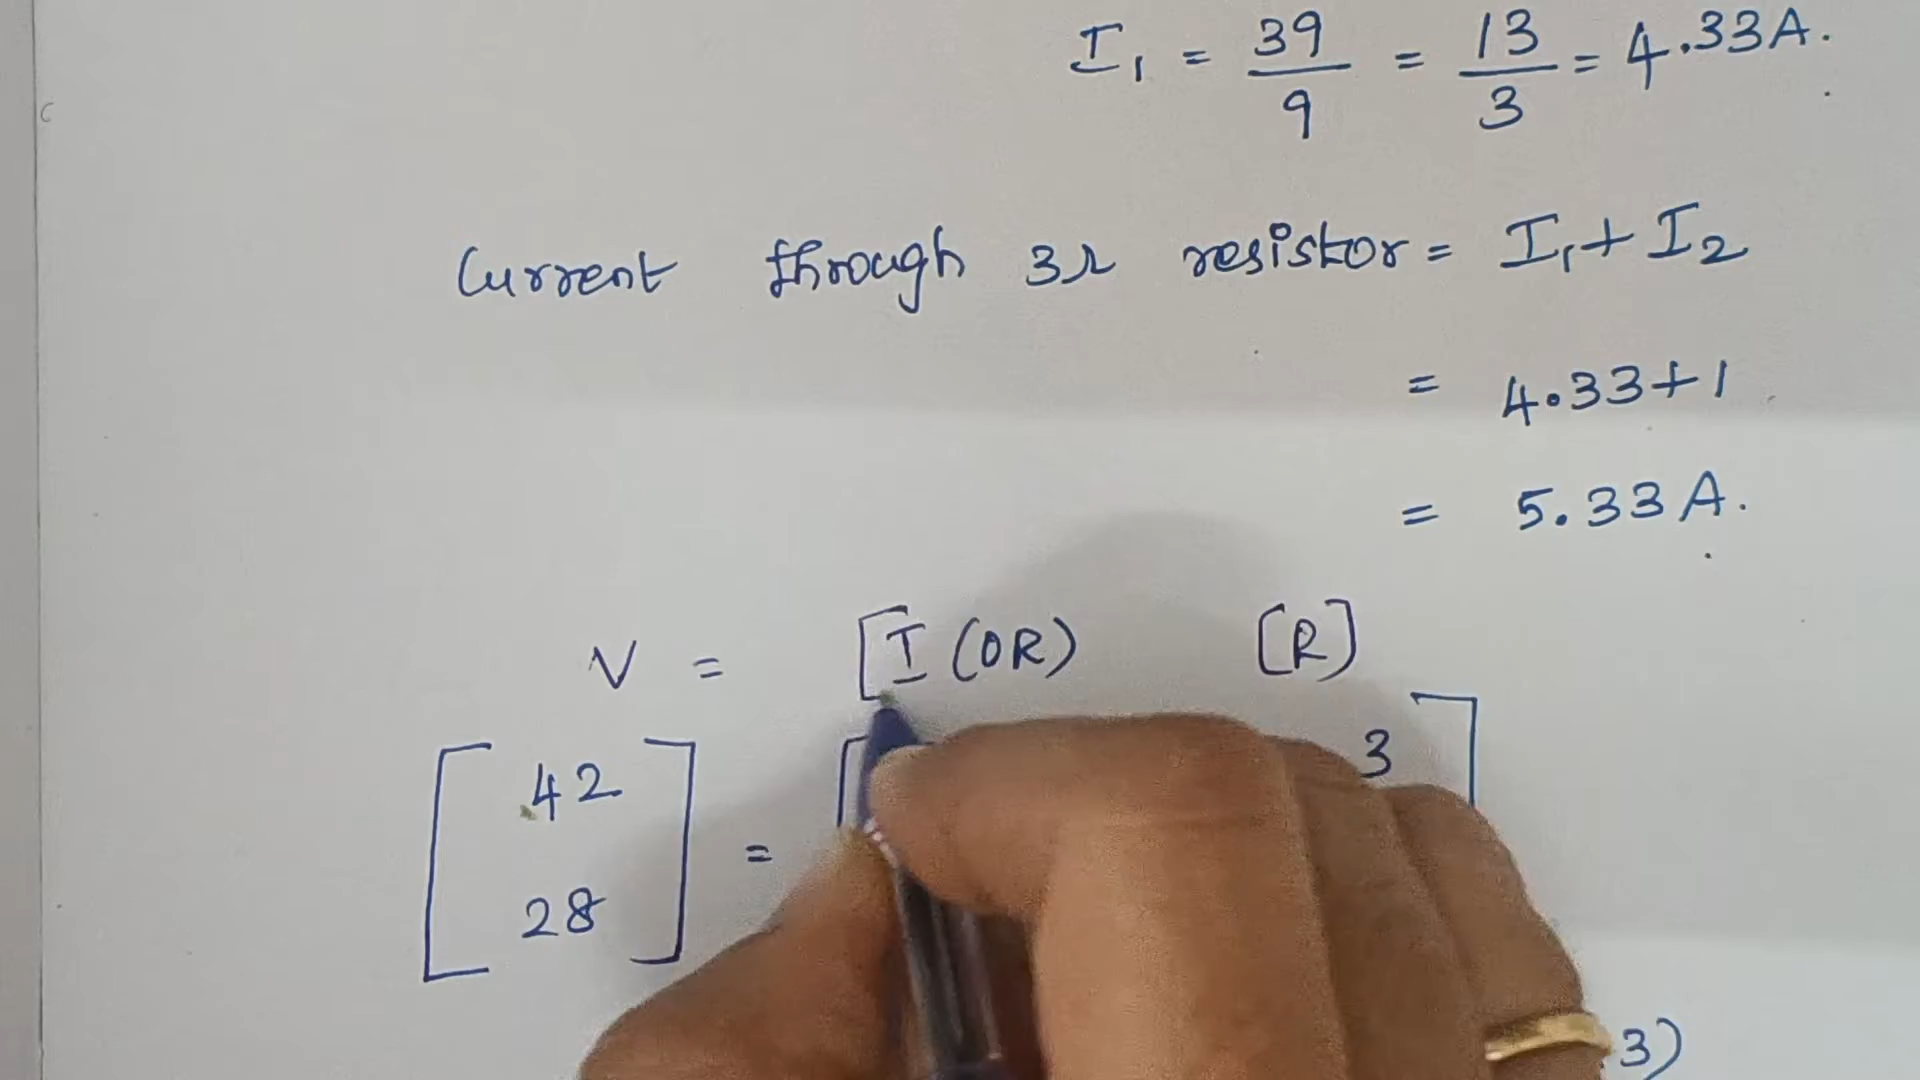 I₁ = 39/9 = 13/3 = 4.33A.
Current through 3Ω resistor = I₁ + I₂
= 4.33+1
= 5.33A.
V = [I (OR) [R]
[ 42 ] = [ 3 ]
28
3)